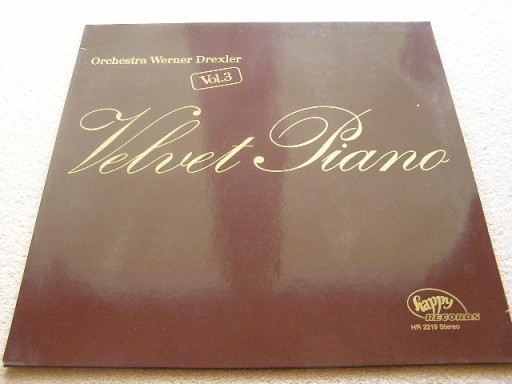 Orchestra Werner Drexler
Vol.3
Velvet Piano
happy
RECORDS
HR 2219 Stereo